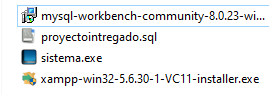 mysql-workbench-community-8.0.23-wi...
proyectointregado.sql
sistema.exe
xampp-win32-5.6.30-1-VC11-installer.exe